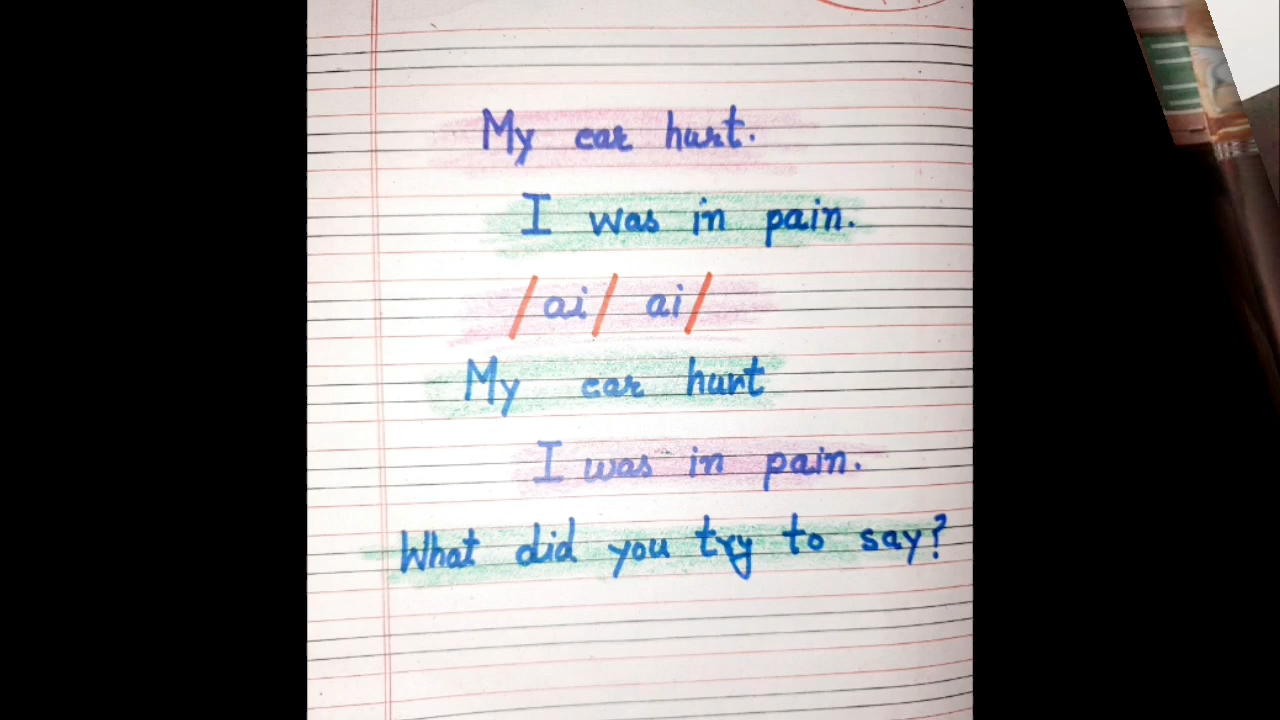 My ear hurt.
I was in pain.
/ai/ ai/
My ear hurt
I was in pain.
What did you try to say?